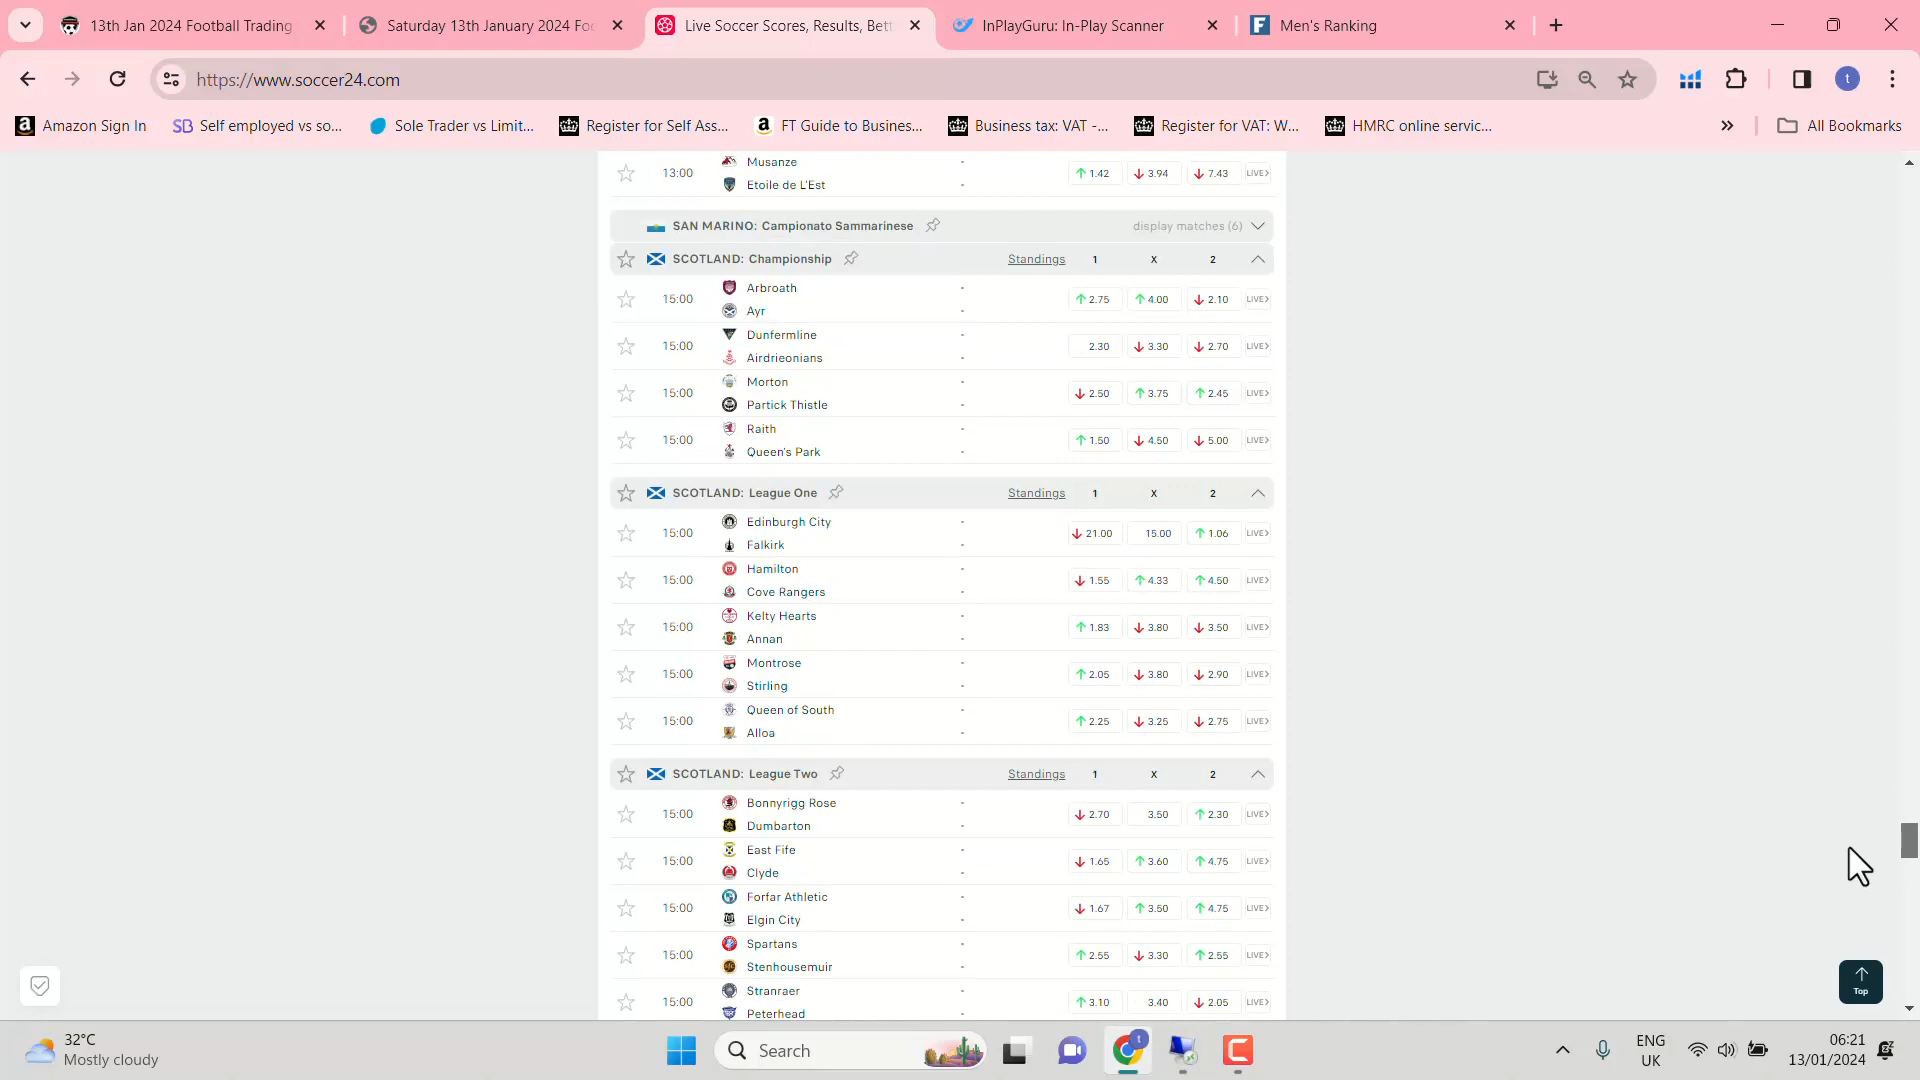 13th Jan 2024 Football Trading
Saturday 13th January 2024 Foo
Live Soccer Scores, Results, Bett
InPlayGuru: In-Play Scanner
Men's Ranking
https://www.soccer24.com
t
Amazon Sign In
Self employed vs so...
Sole Trader vs Limit...
Register for Self Ass...
FT Guide to Busines...
Business tax: VAT -...
Register for VAT: W...
HMRC online servic...
All Bookmarks
13:00 Musanze - 1.42 3.94 7.43 LIVE
Etoile de L'Est -
SAN MARINO: Campionato Sammarinese display matches (6)
SCOTLAND: Championship Standings 1 X 2
15:00 Arbroath - 2.75 4.00 2.10 LIVE
Ayr -
15:00 Dunfermline - 2.30 3.30 2.70 LIVE
Airdrieonians -
15:00 Morton - 2.50 3.75 2.45 LIVE
Partick Thistle -
15:00 Raith - 1.50 4.50 5.00 LIVE
Queen's Park -
SCOTLAND: League One Standings 1 X 2
15:00 Edinburgh City - 21.00 15.00 1.06 LIVE
Falkirk -
15:00 Hamilton - 1.55 4.33 4.50 LIVE
Cove Rangers -
15:00 Kelty Hearts - 1.83 3.80 3.50 LIVE
Annan -
15:00 Montrose - 2.05 3.80 2.90 LIVE
Stirling -
15:00 Queen of South - 2.25 3.25 2.75 LIVE
Alloa -
SCOTLAND: League Two Standings 1 X 2
15:00 Bonnyrigg Rose - 2.70 3.50 2.30 LIVE
Dumbarton -
15:00 East Fife - 1.65 3.60 4.75 LIVE
Clyde -
15:00 Forfar Athletic - 1.67 3.50 4.75 LIVE
Elgin City -
15:00 Spartans - 2.55 3.30 2.55 LIVE
Stenhousemuir -
15:00 Stranraer - 3.10 3.40 2.05 LIVE
Peterhead -
Top
32°C
Mostly cloudy
Search
ENG
UK
06:21
13/01/2024